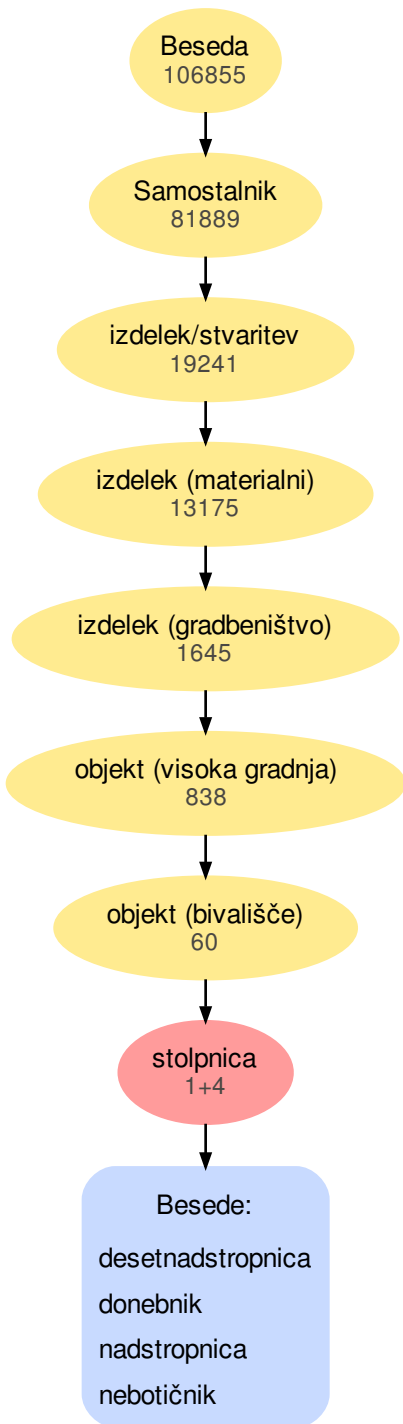 Beseda
106855
Samostalnik
81889
izdelek/stvaritev
19241
izdelek (materialni)
13175
izdelek (gradbeništvo)
1645
objekt (visoka gradnja)
838
objekt (bivališče)
60
stolpnica
1+4
Besede:
desetnadstropnica
donebnik
nadstropnica
nebotičnik